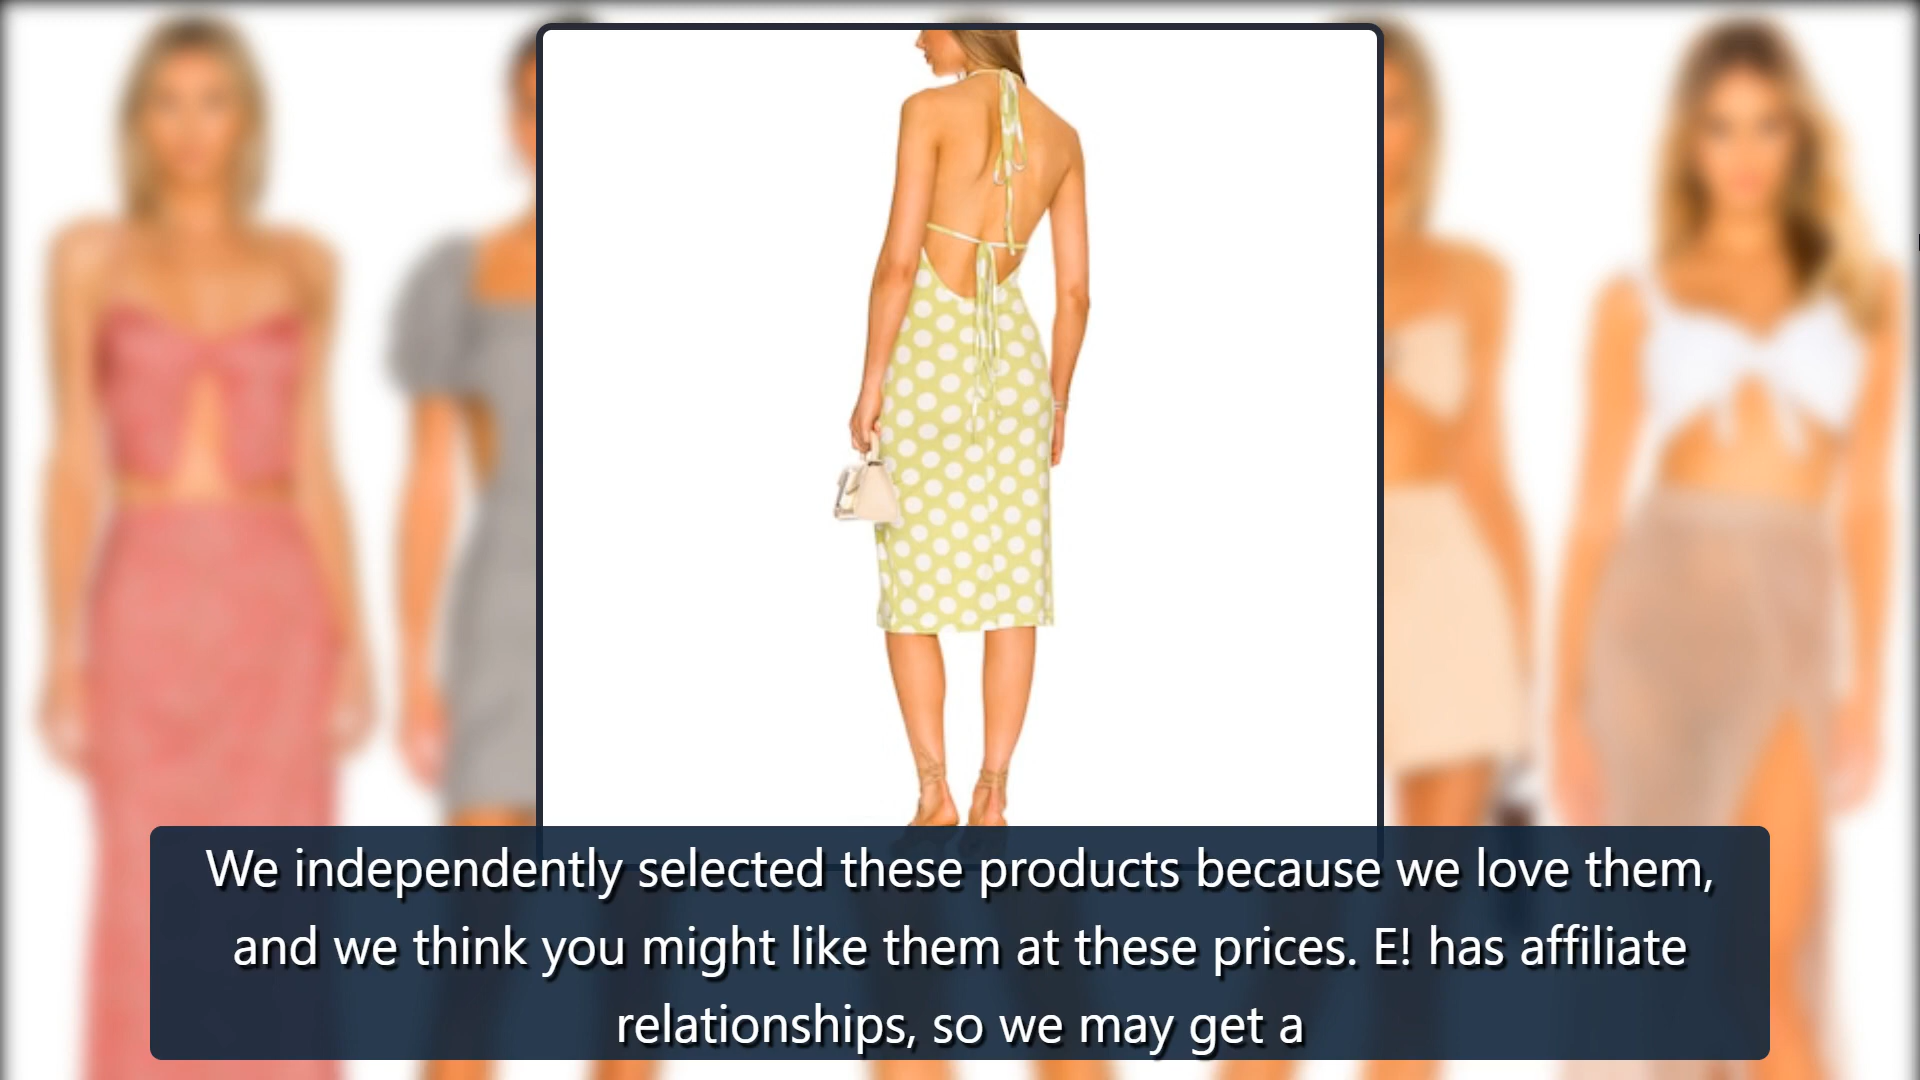 We independently selected these products because we love them,
and we think you might like them at these prices. E! has affiliate
relationships, so we may get a